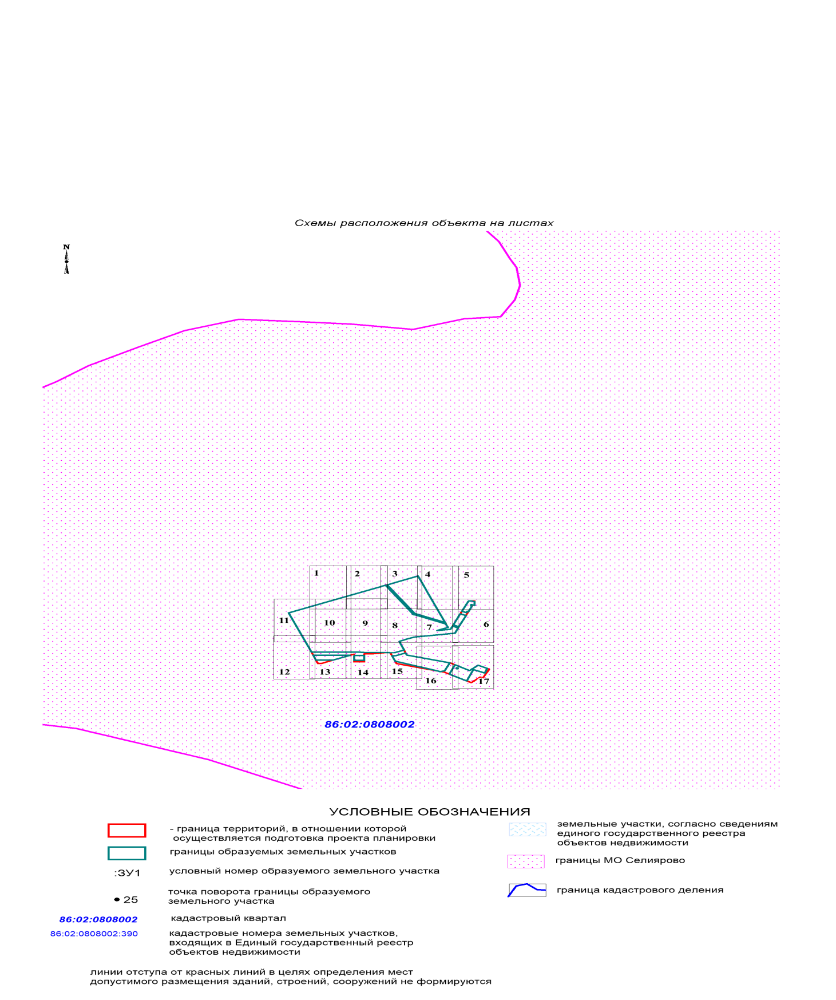 Схемы расположения объекта на листах
N
1
2
3
4
5
11
10
9
8
7
6
12
13
14
15
16
17
86:02:0808002
УСЛОВНЫЕ ОБОЗНАЧЕНИЯ
- граница территорий, в отношении которой
осуществляется подготовка проекта планировки
границы образуемых земельных участков
:ЗУ1
условный номер образуемого земельного участка
25
точка поворота границы образуемого
земельного участка
86:02:0808002
кадастровый квартал
86:02:0808002:390
кадастровые номера земельных участков,
входящих в Единый государственный реестр
объектов недвижимости
земельные участки, согласно сведениям
единого государственного реестра
объектов недвижимости
границы МО Селиярово
граница кадастрового деления
линии отступа от красных линий в целях определения мест
допустимого размещения зданий, строений, сооружений не формируются